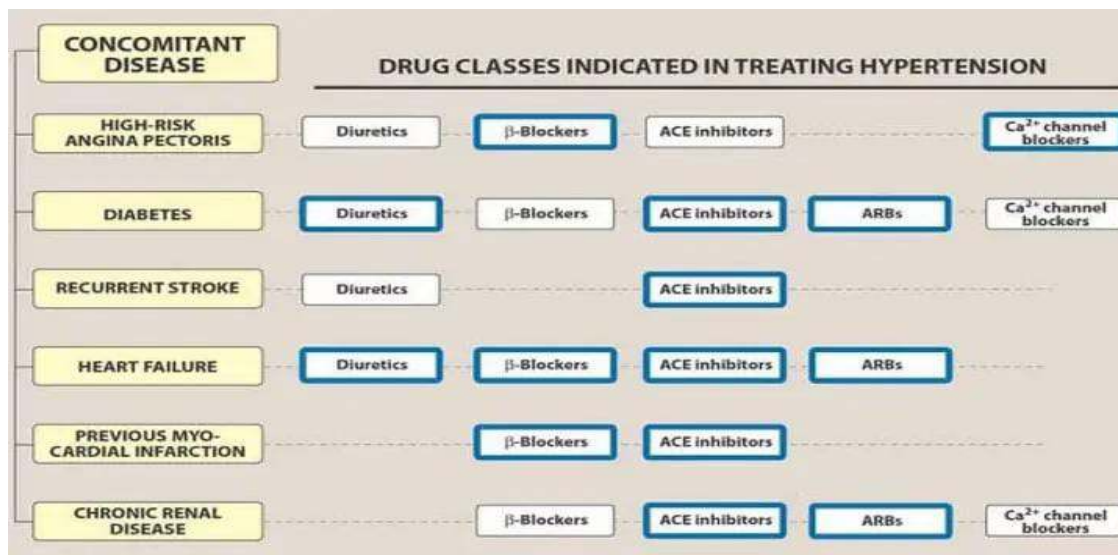 CONCOMITANT
DISEASE
DRUG CLASSES INDICATED IN TREATING HYPERTENSION
HIGH-RISK
ANGINA PECTORIS
Diuretics
β-Blockers
ACE inhibitors
Ca²⁺ channel
blockers
DIABETES
Diuretics
β-Blockers
ACE inhibitors
ARBs
Ca²⁺ channel
blockers
RECURRENT STROKE
Diuretics
ACE inhibitors
HEART FAILURE
Diuretics
β-Blockers
ACE inhibitors
ARBs
PREVIOUS MYO-
CARDIAL INFARCTION
β-Blockers
ACE inhibitors
CHRONIC RENAL
DISEASE
β-Blockers
ACE inhibitors
ARBs
Ca²⁺ channel
blockers